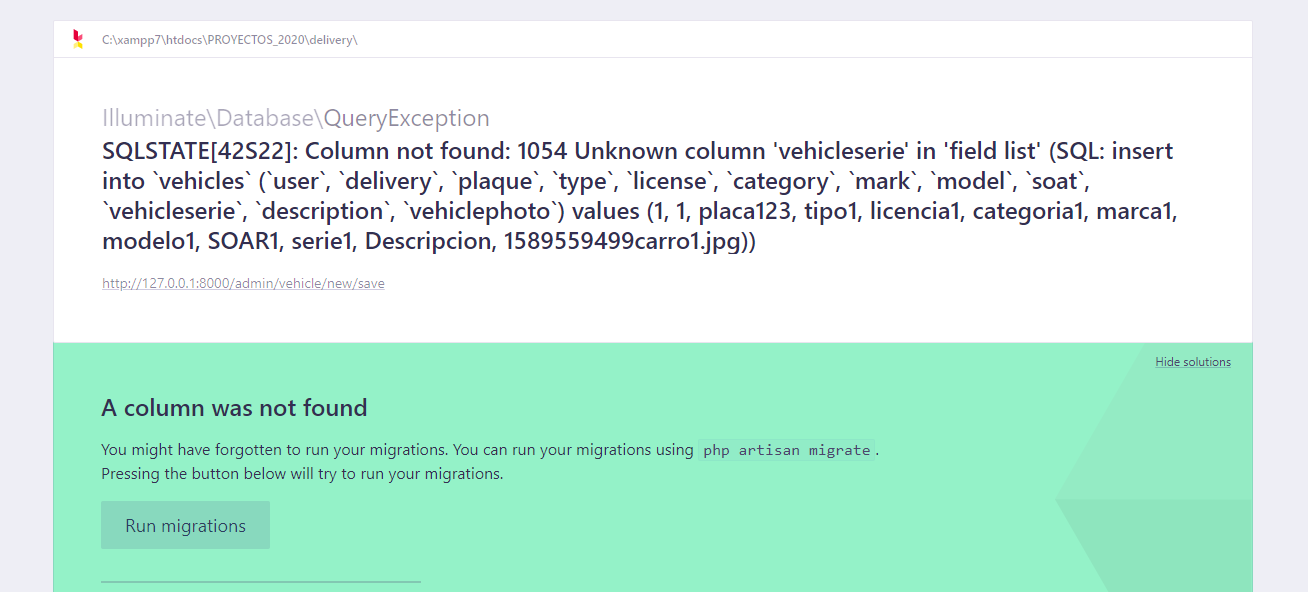 C:\xampp7\htdocs\PROYECTOS_2020\delivery\
Illuminate\Database\QueryException
SQLSTATE[42S22]: Column not found: 1054 Unknown column 'vehicleserie' in 'field list' (SQL: insert
into `vehicles` (`user`, `delivery`, `plaque`, `type`, `license`, `category`, `mark`, `model`, `soat`,
`vehicleserie`, `description`, `vehiclephoto`) values (1, 1, placa123, tipo1, licencia1, categoria1, marca1,
modelo1, SOAR1, serie1, Descripcion, 1589559499carro1.jpg))
http://127.0.0.1:8000/admin/vehicle/new/save
Hide solutions
A column was not found
You might have forgotten to run your migrations. You can run your migrations using php artisan migrate.
Pressing the button below will try to run your migrations.
Run migrations